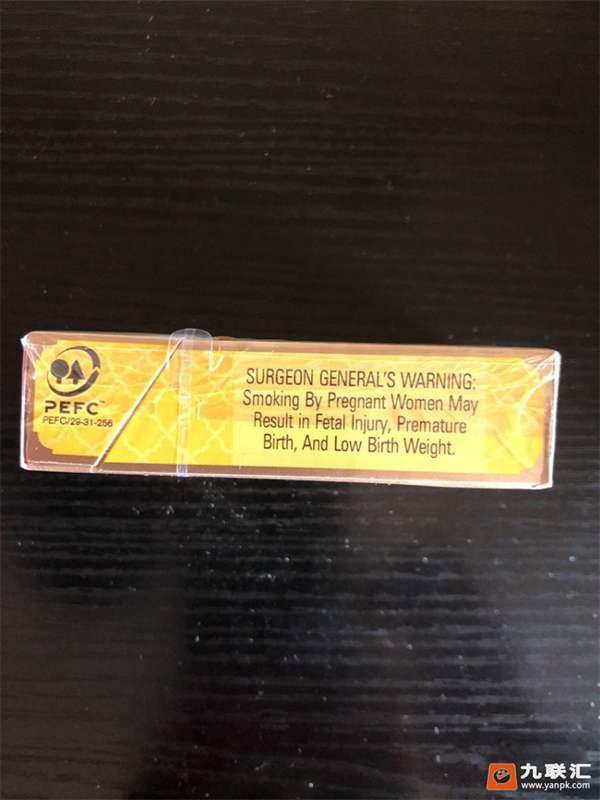 PEFC™
PEFC/29-31-256
SURGEON GENERAL'S WARNING:
Smoking By Pregnant Women May
Result in Fetal Injury, Premature
Birth, And Low Birth Weight.
九联汇
www.yanpk.com